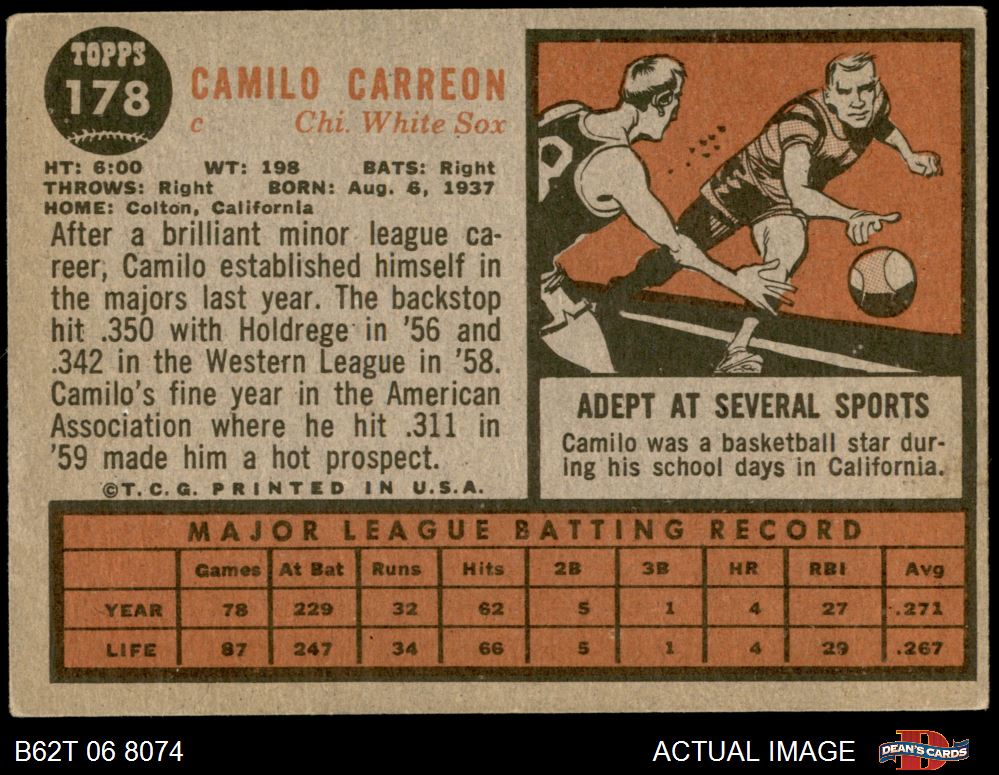 TOPPS
178
CAMILO CARREON
c Chi. White Sox
HT: 6:00 WT: 198 BATS: Right
THROWS: Right BORN: Aug. 6, 1937
HOME: Colton, California
After a brilliant minor league ca-
reer, Camilo established himself in
the majors last year. The backstop
hit .350 with Holdrege in '56 and
.342 in the Western League in '58.
Camilo's fine year in the American
Association where he hit .311 in
'59 made him a hot prospect.
©T.C.G. PRINTED IN U.S.A.
ADEPT AT SEVERAL SPORTS
Camilo was a basketball star dur-
ing his school days in California.
MAJOR LEAGUE BATTING RECORD
Games At Bat Runs Hits 2B 3B HR RBI Avg
YEAR 78 229 32 62 5 1 4 27 .271
LIFE 87 247 34 66 5 1 4 29 .267
B62T 06 8074 ACTUAL IMAGE DEAN'S CARDS